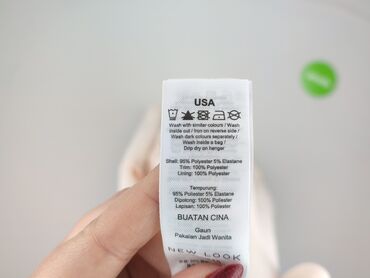 USA
Wash with similar colours / Wash
inside out / Iron on reverse side /
Wash dark colours separately /
Wash inside a bag /
Drip dry on hanger
Shell: 95% Polyester 5% Elastane
Trim: 100% Polyester
Lining: 100% Polyester
Tempurung:
95% Poliester 5% Elastane
Dipotong: 100% Poliester
Lapisan: 100% Poliester
BUATAN CINA
Gaun
Pakaian Jadi Wanita
NEW LOOK